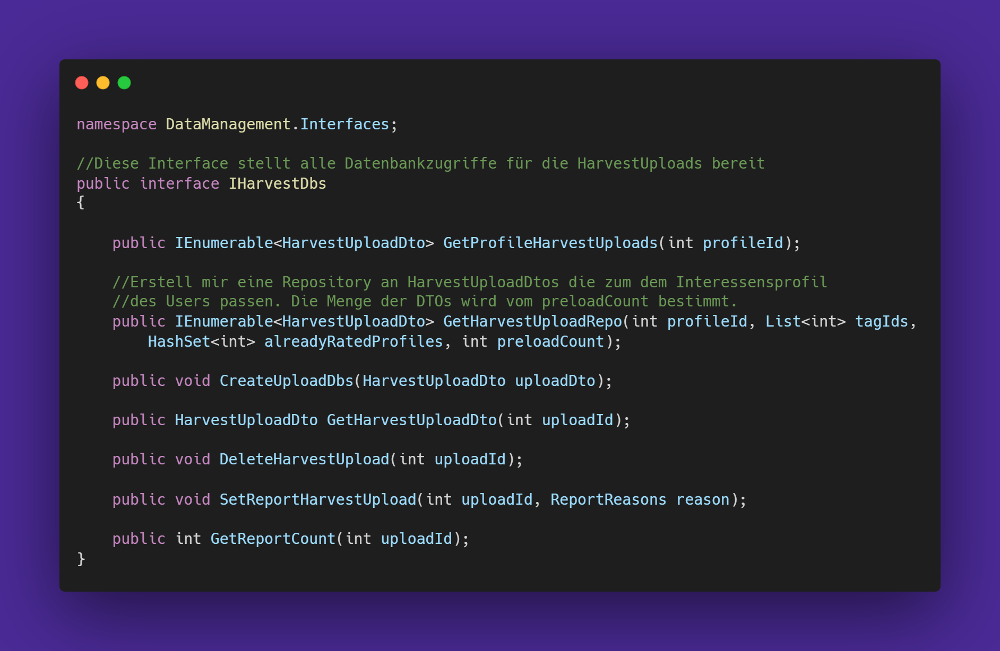 namespace DataManagement.Interfaces;
//Diese Interface stellt alle Datenbankzugriffe für die HarvestUploads bereit
public interface IHarvestDbs
{
public IEnumerable<HarvestUploadDto> GetProfileHarvestUploads(int profileId);
//Erstell mir eine Repository an HarvestUploadDtos die zum dem Interessensprofil
//des Users passen. Die Menge der DTOs wird vom preloadCount bestimmt.
public IEnumerable<HarvestUploadDto> GetHarvestUploadRepo(int profileId, List<int> tagIds,
HashSet<int> alreadyRatedProfiles, int preloadCount);
public void CreateUploadDbs(HarvestUploadDto uploadDto);
public HarvestUploadDto GetHarvestUploadDto(int uploadId);
public void DeleteHarvestUpload(int uploadId);
public void SetReportHarvestUpload(int uploadId, ReportReasons reason);
public int GetReportCount(int uploadId);
}